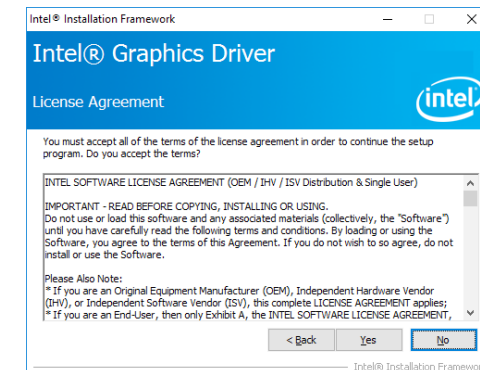 Intel® Installation Framework
Intel® Graphics Driver
License Agreement
intel
You must accept all of the terms of the license agreement in order to continue the setup
program. Do you accept the terms?
INTEL SOFTWARE LICENSE AGREEMENT (OEM / IHV / ISV Distribution & Single User)
IMPORTANT - READ BEFORE COPYING, INSTALLING OR USING.
Do not use or load this software and any associated materials (collectively, the "Software")
until you have carefully read the following terms and conditions. By loading or using the
Software, you agree to the terms of this Agreement. If you do not wish to so agree, do not
install or use the Software.
Please Also Note:
* If you are an Original Equipment Manufacturer (OEM), Independent Hardware Vendor
(IHV), or Independent Software Vendor (ISV), this complete LICENSE AGREEMENT applies;
* If you are an End-User, then only Exhibit A, the INTEL SOFTWARE LICENSE AGREEMENT,
< Back Yes No
Intel® Installation Framewor